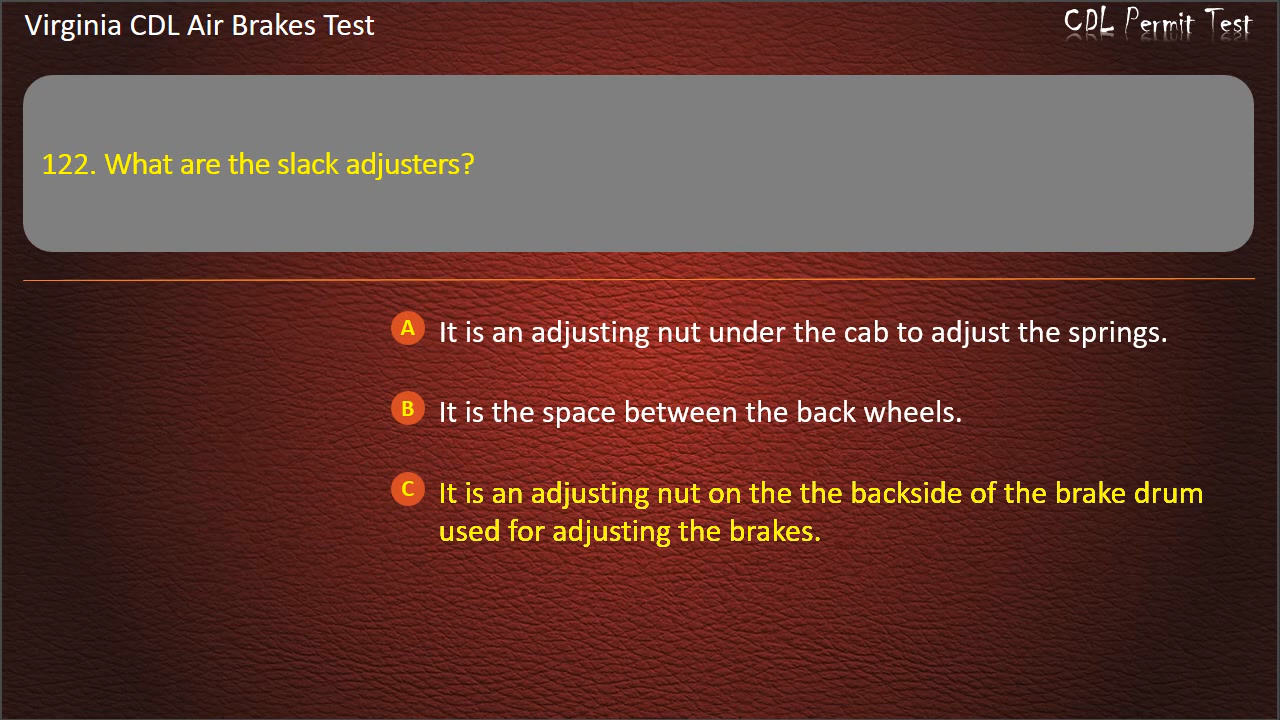 Virginia CDL Air Brakes Test
CDL Permit Test
122. What are the slack adjusters?
A It is an adjusting nut under the cab to adjust the springs.
B It is the space between the back wheels.
C It is an adjusting nut on the the backside of the brake drum
used for adjusting the brakes.